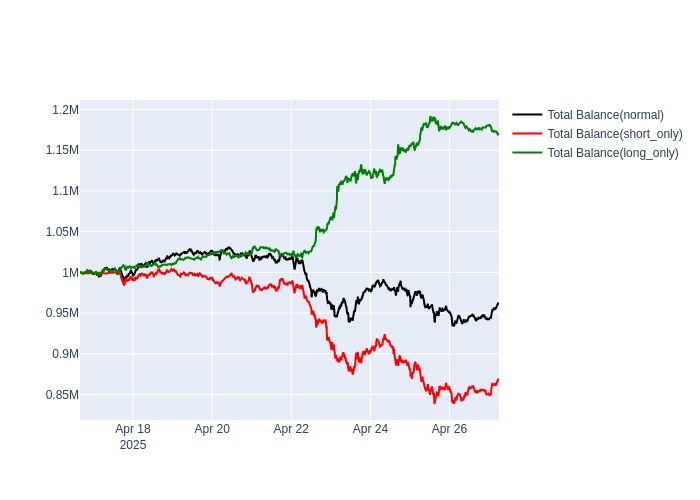 1.2M
1.15M
1.1M
1.05M
1M
0.95M
0.9M
0.85M
Apr 18
2025
Apr 20
Apr 22
Apr 24
Apr 26
Total Balance(normal)
Total Balance(short_only)
Total Balance(long_only)